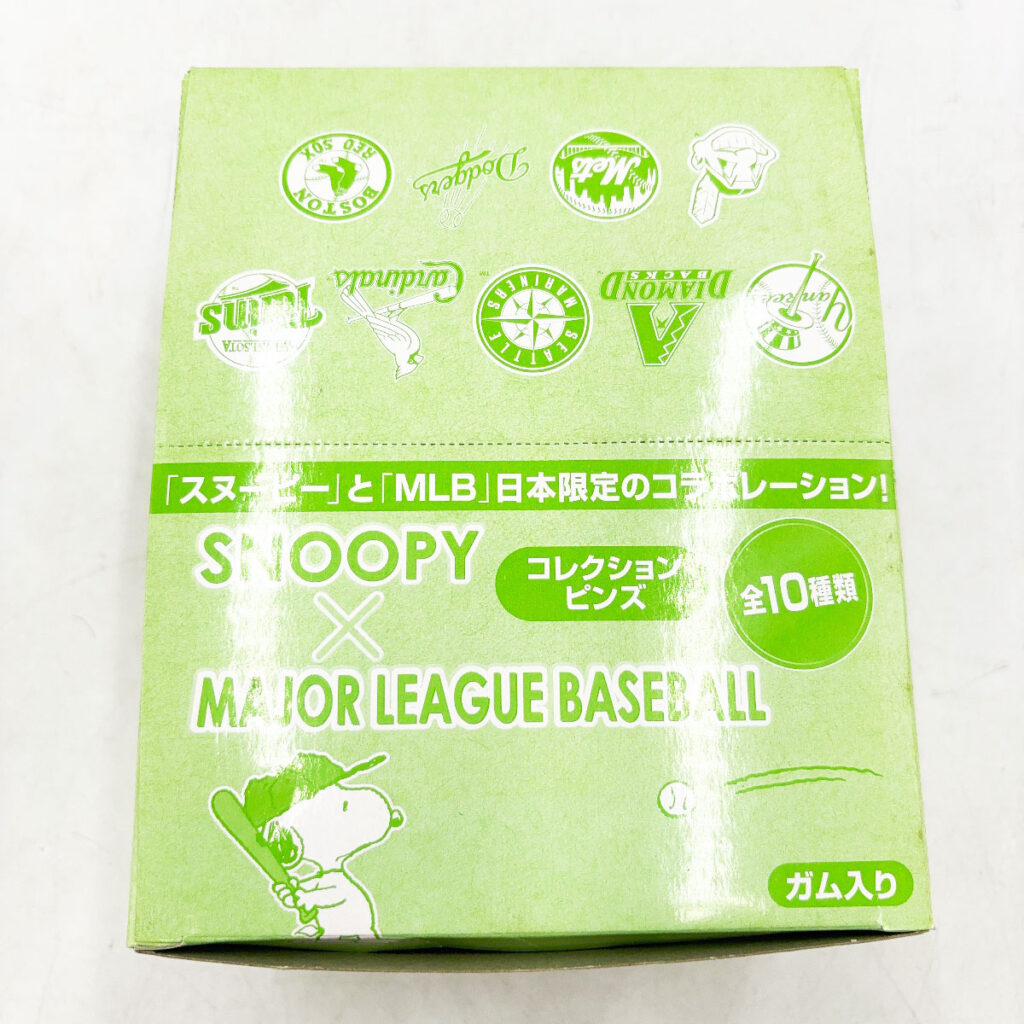 BOSTON RED SOX
Dodgers
Mets
Twins
MINNESOTA
Cardinals
SEATTLE MARINERS
DIAMOND BACKS
Yankees
「スヌーピー」と「MLB」日本限定のコラボレーション!
SNOOPY
×
MAJOR LEAGUE BASEBALL
コレクション
ピンズ
全10種類
ガム入り